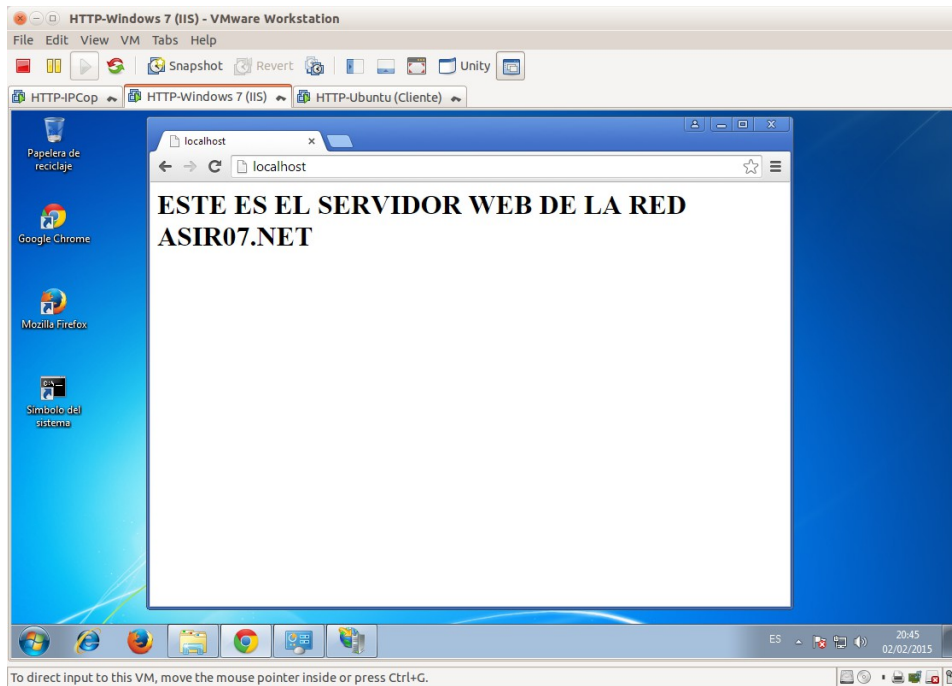 HTTP-Windows 7 (IIS) - VMware Workstation
File Edit View VM Tabs Help
Snapshot Revert Unity
HTTP-IPCop HTTP-Windows 7 (IIS) HTTP-Ubuntu (Cliente)
Papelera de
reciclaje
Google Chrome
Mozilla Firefox
C:\
Símbolo del
sistema
localhost
localhost
ESTE ES EL SERVIDOR WEB DE LA RED
ASIR07.NET
ES
20:45
02/02/2015
To direct input to this VM, move the mouse pointer inside or press Ctrl+G.